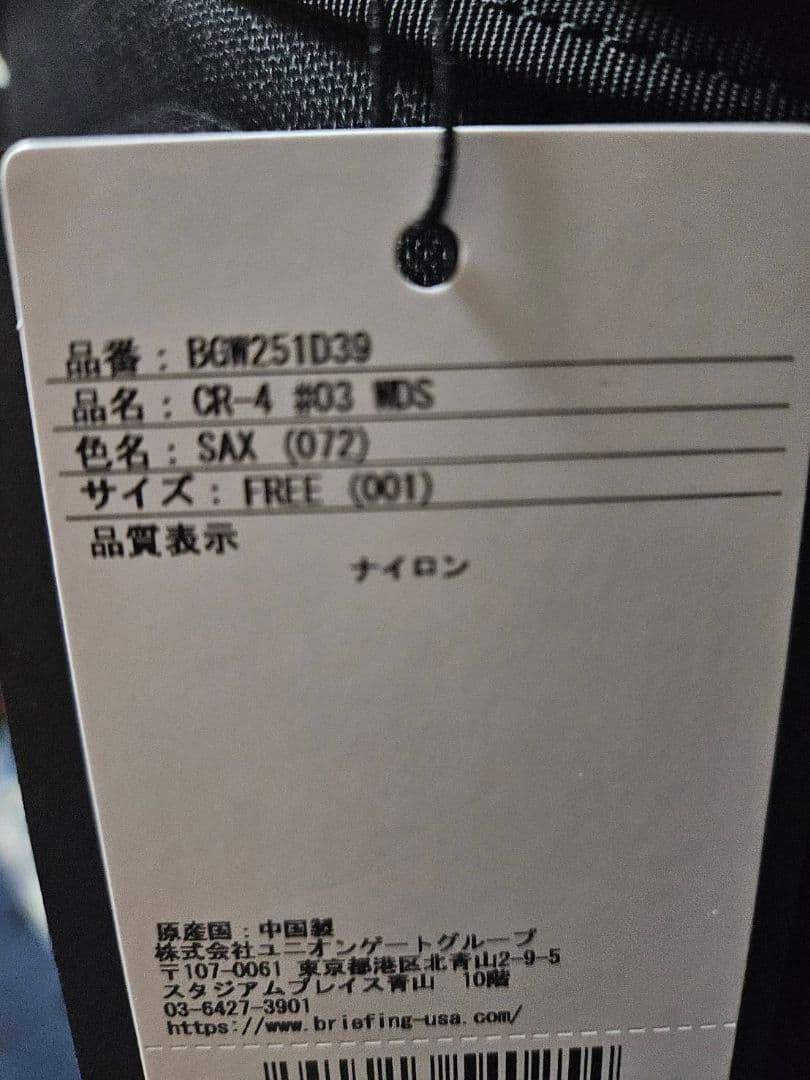 品番：BGW251D39
品名：CR-4 #03 WDS
色名：SAX (072)
サイズ：FREE (001)
品質表示
ナイロン
原産国：中国製
株式会社ユニオンゲートグループ
〒107-0061 東京都港区北青山2-9-5
スタジアムプレイス青山 10階
03-6427-3901
https://www.briefing-usa.com/